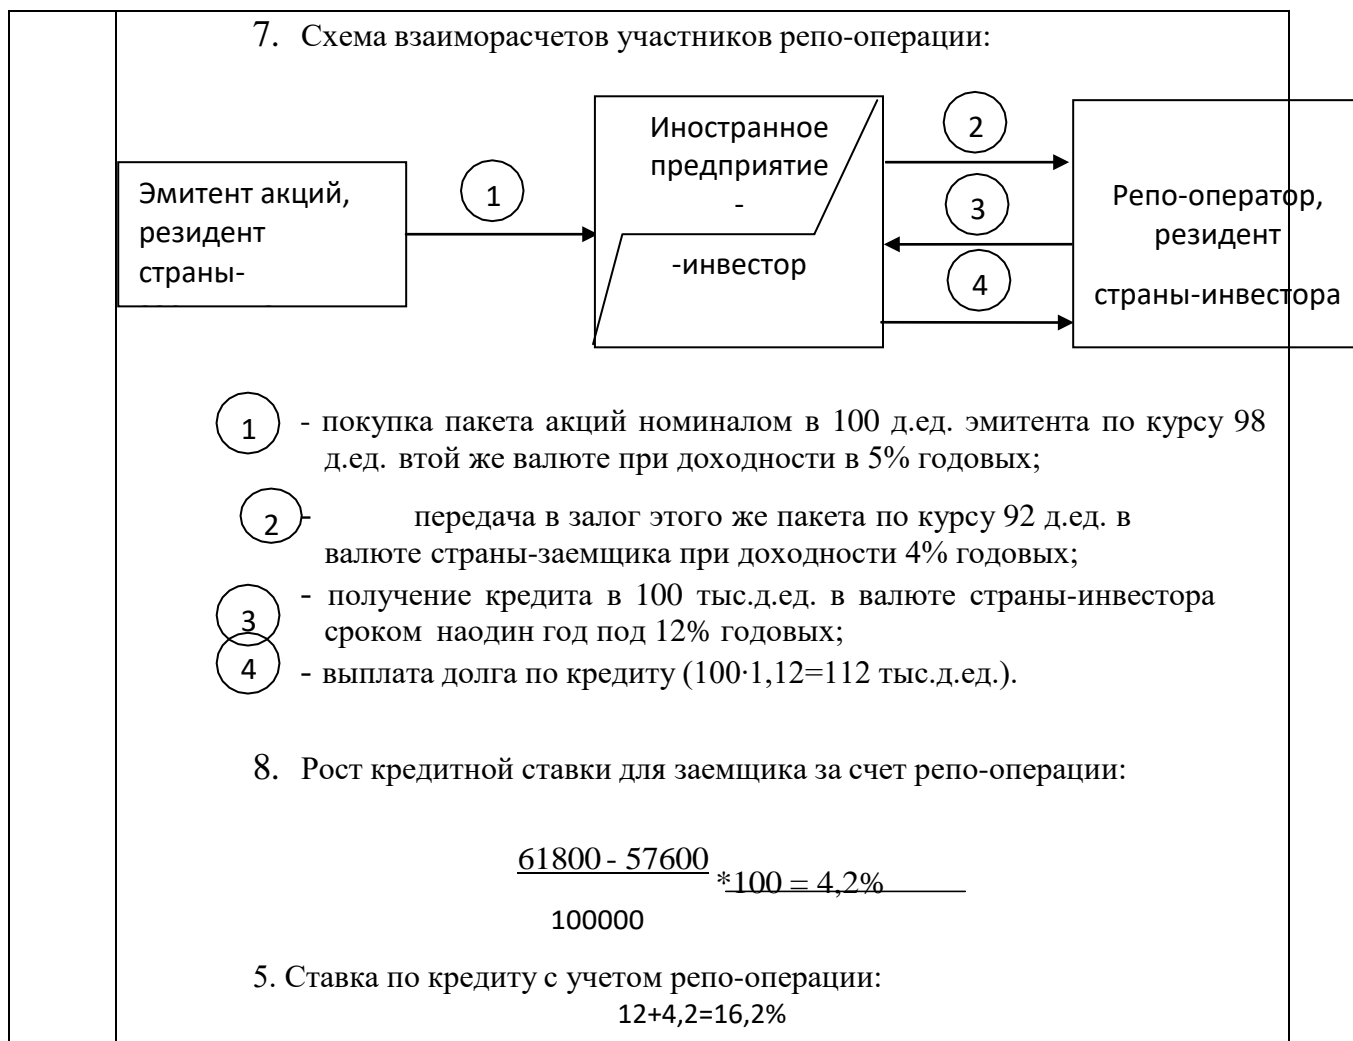 7. Схема взаиморасчетов участников репо-операции:
Эмитент акций,
резидент
страны-
1
Иностранное
предприятие
-
-инвестор
2
3
4
Репо-оператор,
резидент
страны-инвестора
1 - покупка пакета акций номиналом в 100 д.ед. эмитента по курсу 98
д.ед. втой же валюте при доходности в 5% годовых;
2 - передача в залог этого же пакета по курсу 92 д.ед. в
валюте страны-заемщика при доходности 4% годовых;
3 - получение кредита в 100 тыс.д.ед. в валюте страны-инвестора
сроком наодин год под 12% годовых;
4 - выплата долга по кредиту (100·1,12=112 тыс.д.ед.).
8. Рост кредитной ставки для заемщика за счет репо-операции:
61800 - 57600
*100 = 4,2%
100000
5. Ставка по кредиту с учетом репо-операции:
12+4,2=16,2%